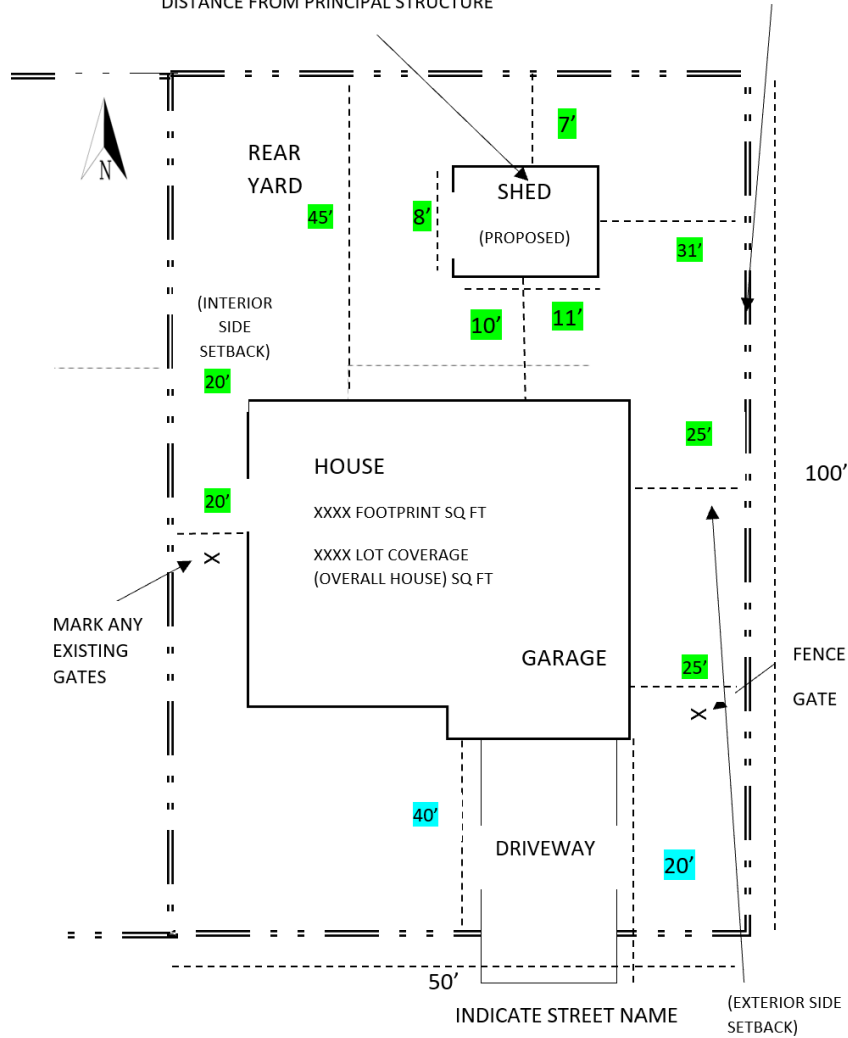 DISTANCE FROM PRINCIPAL STRUCTURE
N
REAR
YARD
7’
SHED
(PROPOSED)
45’
8’
31’
10’
11’
(INTERIOR
SIDE
SETBACK)
20’
25’
HOUSE
100’
20’
XXXX FOOTPRINT SQ FT
XXXX LOT COVERAGE
(OVERALL HOUSE) SQ FT
X
MARK ANY
EXISTING
GATES
GARAGE
25’
FENCE
GATE
X
40’
DRIVEWAY
20’
50’
INDICATE STREET NAME
(EXTERIOR SIDE
SETBACK)